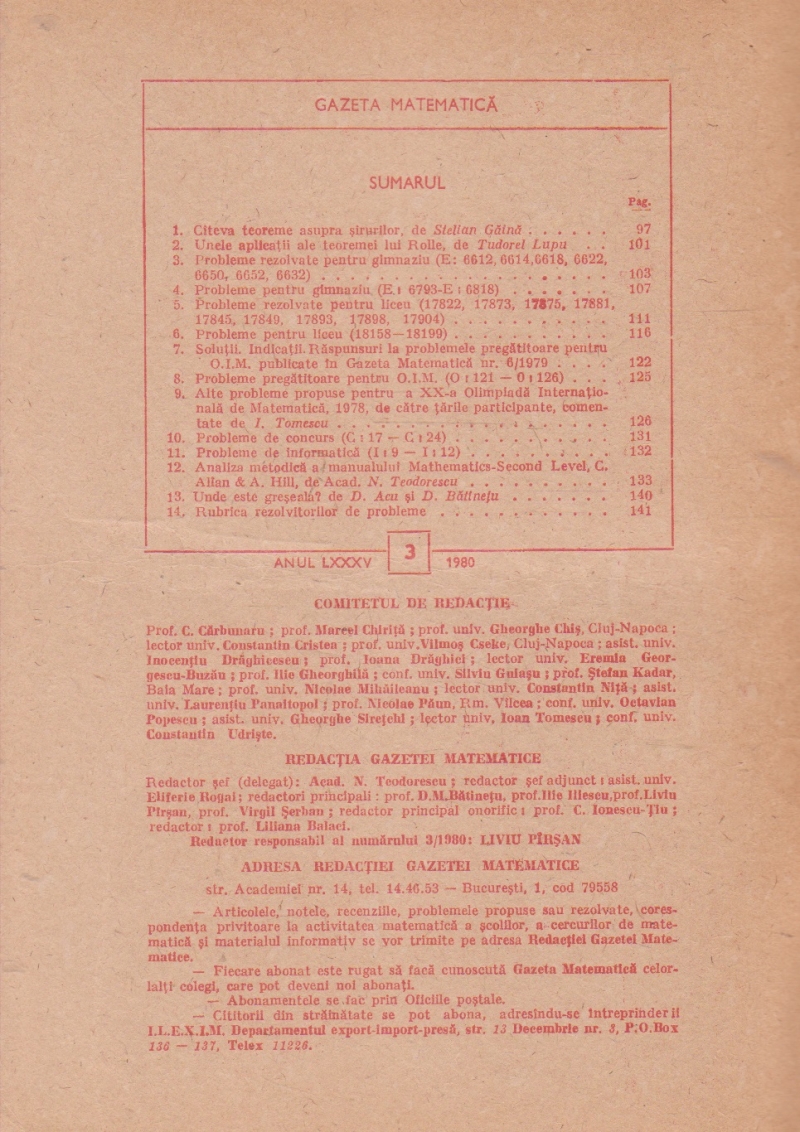 GAZETA MATEMATICĂ
SUMARUL
Pag.
1. Citeva teoreme asupra şirurilor, de Stelian Găină . . . . . . 97
2. Unele aplicaţii ale teoremei lui Rolle, de Tudorel Lupu . . 101
3. Probleme rezolvate pentru gimnaziu (E: 6612, 6614, 6618, 6622,
6650, 6652, 6632) . . . . . . . . . . . . . . . . . . 103
4. Probleme pentru gimnaziu (E: 6793-E: 6818) . . . . . . . 107
5. Probleme rezolvate pentru liceu (17822, 17873, 17875, 17881,
17845, 17849, 17893, 17898, 17904) . . . . . . . . . . . 111
6. Probleme pentru liceu (18158—18199) . . . . . . . . . . . 116
7. Soluţii. Indicaţii. Răspunsuri la problemele pregătitoare pentru
O.I.M. publicate în Gazeta Matematică nr. 6/1979 . . . . 122
8. Probleme pregătitoare pentru O.I.M. (O: 121 — O: 126) . . . 125
9. Alte probleme propuse pentru a XX-a Olimpiadă Internaţio-
nală de Matematică, 1978, de către ţările participante, comen-
tate de I. Tomescu . . . . . . . . . . . . . . . . . 126
10. Probleme de concurs (C: 17 — C: 24) . . . . . . . . . . . 131
11. Probleme de informatică (I: 9 — I: 12) . . . . . . . . . . 132
12. Analiza metodică a manualului Mathematics-Second Level, C.
Allan & A. Hill, de Acad. N. Teodorescu . . . . . . . . . 133
13. Unde este greşeala? de D. Acu şi D. Bătineţu . . . . . . . 140
14. Rubrica rezolvitorilor de probleme . . . . . . . . . . . . 141
ANUL LXXXV 3 1980
COMITETUL DE REDACŢIE
Prof. C. Cărbunaru ; prof. Marcel Chiriţă ; prof. univ. Gheorghe Chiş, Cluj-Napoca ;
lector univ. Constantin Cristea ; prof. univ. Vilmoş Cseke, Cluj-Napoca ; asist. univ.
Inocenţiu Drăghicescu ; prof. Ioana Drăghici ; lector univ. Eremia Geor-
gescu-Buzău ; prof. Ilie Gheorghilă ; conf. univ. Silviu Guiaşu ; prof. Ştefan Kadar,
Baia Mare ; prof. univ. Nicolae Mihăileanu ; lector univ. Constantin Niţă ; asist.
univ. Laurenţiu Panaitopol ; prof. Nicolae Păun, Rm. Vîlcea ; conf. univ. Octavian
Popescu ; asist. univ. Gheorghe Sireţchi ; lector univ. Ioan Tomescu ; conf. univ.
Constantin Udrişte.
REDACŢIA GAZETEI MATEMATICE
Redactor şef (delegat): Acad. N. Teodorescu ; redactor şef adjunct : asist. univ.
Eliferie Rogai ; redactori principali : prof. D.M.Bătineţu, prof.Ilie Iliescu, prof.Liviu
Pîrşan, prof. Virgil Şerban ; redactor principal onorific : prof. C. Ionescu-Ţiu ;
redactor : prof. Liliana Balaci.
Redactor responsabil al numărului 3/1980: LIVIU PÎRŞAN
ADRESA REDACŢIEI GAZETEI MATEMATICE
str. Academiei nr. 14, tel. 14.46.53 — Bucureşti, 1, cod 79558
— Articolele, notele, recenziile, problemele propuse sau rezolvate, cores-
pondenţa privitoare la activitatea matematică a şcolilor, a cercurilor de mate-
matică şi materialul informativ se vor trimite pe adresa Redacţiei Gazetei Mate-
matice.
— Fiecare abonat este rugat să facă cunoscută Gazeta Matematică celor-
lalţi colegi, care pot deveni noi abonaţi.
— Abonamentele se fac prin Oficiile poştale.
— Cititorii din străinătate se pot abona, adresîndu-se întreprinderii
I.L.E.X.I.M. Departamentul export-import-presă, str. 13 Decembrie nr. 3, P.O.Box
136 — 137, Telex 11226.